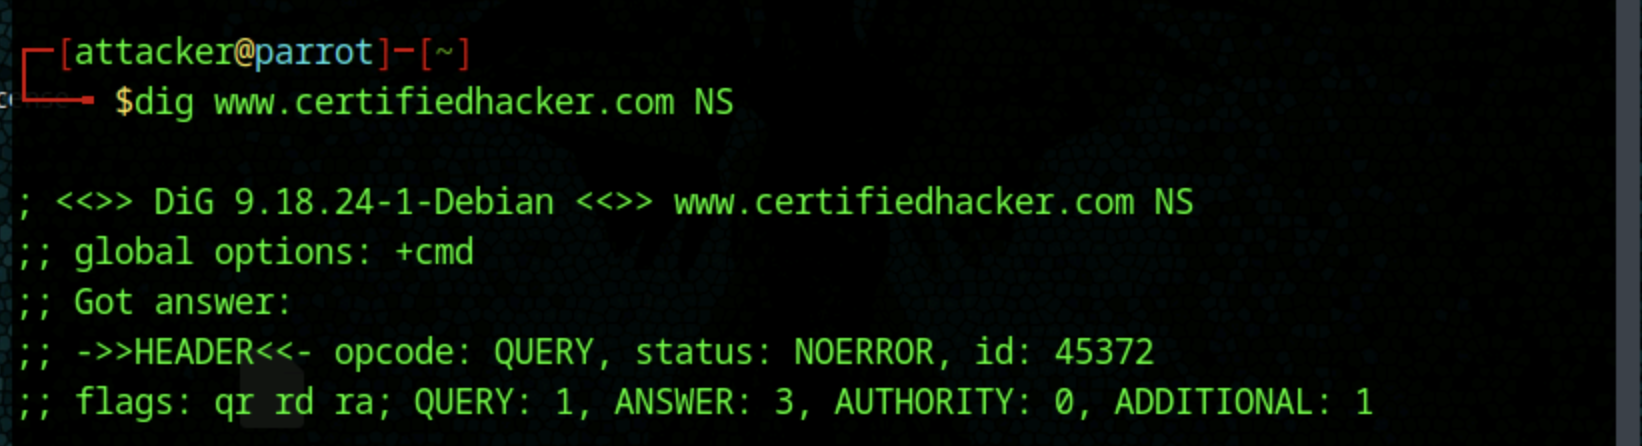 ┌─[attacker@parrot]─[~]
└──╼ $dig www.certifiedhacker.com NS

; <<>> DiG 9.18.24-1-Debian <<>> www.certifiedhacker.com NS
;; global options: +cmd
;; Got answer:
;; ->>HEADER<<- opcode: QUERY, status: NOERROR, id: 45372
;; flags: qr rd ra; QUERY: 1, ANSWER: 3, AUTHORITY: 0, ADDITIONAL: 1